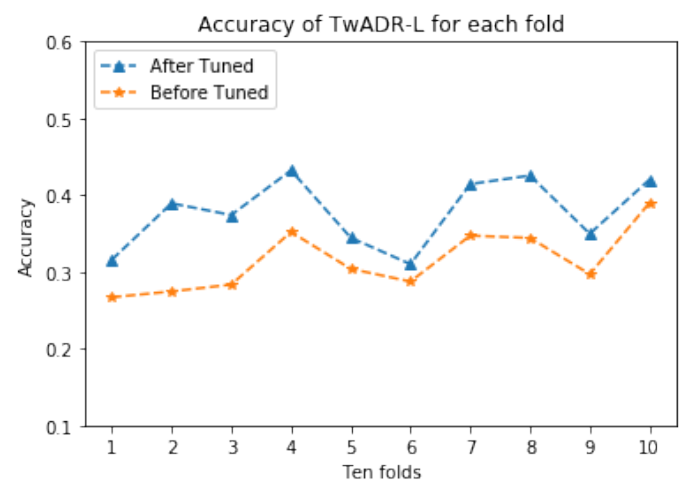 Accuracy of TwADR-L for each fold
After Tuned
Before Tuned
Accuracy
0.6
0.5
0.4
0.3
0.2
0.1
1 2 3 4 5 6 7 8 9 10
Ten folds